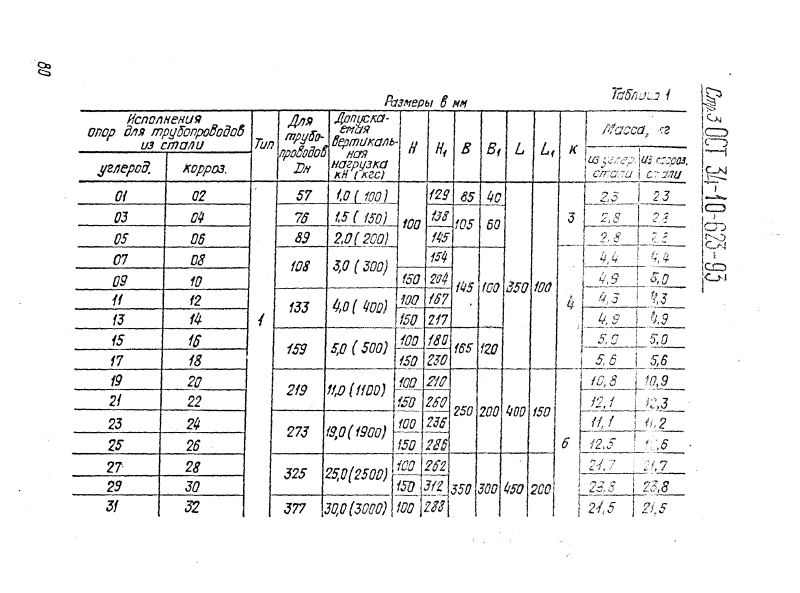 80
Стр.3 ОСТ 34-10-623-93
Таблица 1
Размеры в мм
Исполнения опор для трубопроводов из стали | Тип | Для трубо-проводов Dн | Допуска-емая вертикаль-ная нагрузка кН (кгс) | H | H₁ | B | B₁ | L | L₁ | к | Масса, кг
углерод. | корроз. | из углер. стали | из корроз. стали
01 02 1 57 1,0 (100) 100 129 85 40 350 100 3 2,3 2,3
03 04 76 1.5 (150) 138 105 60 2,8
05 06 89 2,0 (200) 145 2,8
07 08 108 3,0 (300) 154 145 100 4 4,4 4,4
09 10 150 204 4,9 5,0
11 12 133 4,0 (400) 100 167 4,3 4,3
13 14 150 217 4,9 4,9
15 16 159 5,0 (500) 100 180 165 120 5,0 5,0
17 18 150 230 5,6 5,6
19 20 219 11,0 (1100) 100 210 250 200 400 150 6 10,8 10,9
21 22 150 260 12,1 12,3
23 24 273 19,0 (1900) 100 236 11,1 11,2
25 26 150 286 12,5 12,6
27 28 325 25,0 (2500) 100 262 350 300 450 200 21,7 21,7
29 30 150 312 23,8 23,8
31 32 377 30,0 (3000) 100 288 21,5 21,5